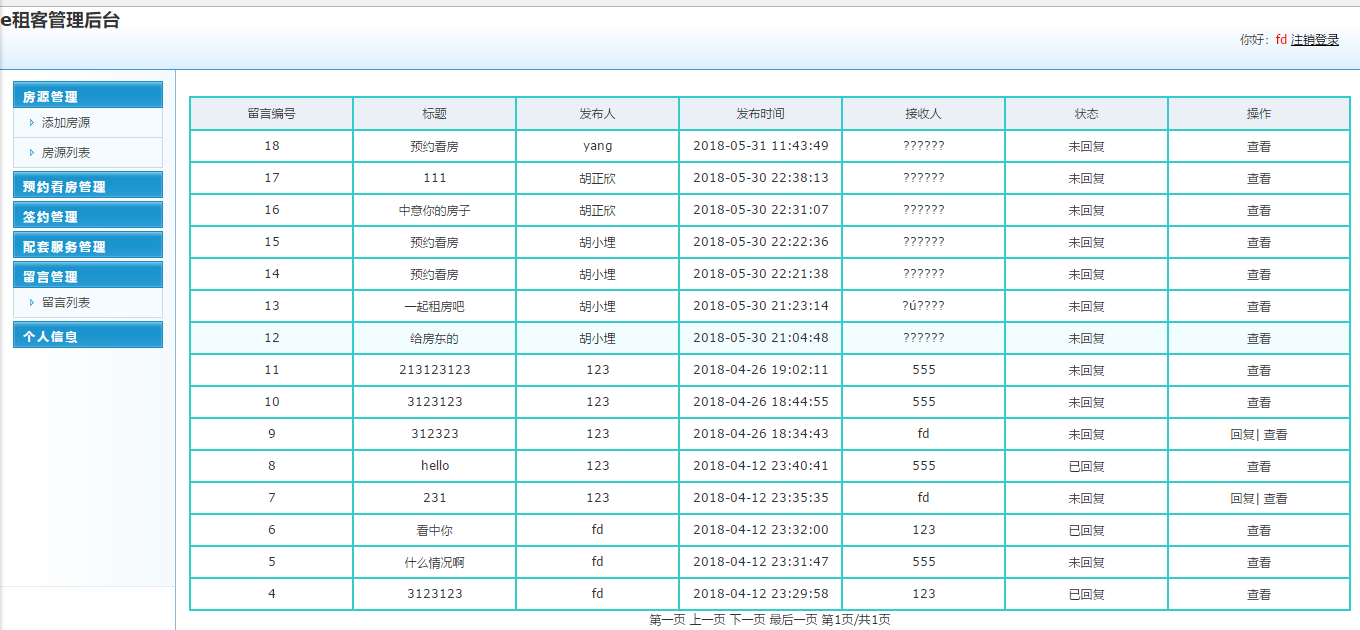 e租客管理后台
你好：fd 注销登录
房源管理
添加房源
房源列表
预约看房管理
签约管理
配套服务管理
留言管理
留言列表
个人信息
留言编号 标题 发布人 发布时间 接收人 状态 操作
18 预约看房 yang 2018-05-31 11:43:49 ?????? 未回复 查看
17 111 胡正欣 2018-05-30 22:38:13 ?????? 未回复 查看
16 中意你的房子 胡正欣 2018-05-30 22:31:07 ?????? 未回复 查看
15 预约看房 胡小埋 2018-05-30 22:22:36 ?????? 未回复 查看
14 预约看房 胡小埋 2018-05-30 22:21:38 ?????? 未回复 查看
13 一起租房吧 胡小埋 2018-05-30 21:23:14 ?ú???? 未回复 查看
12 给房东的 胡小埋 2018-05-30 21:04:48 ?????? 未回复 查看
11 213123123 123 2018-04-26 19:02:11 555 未回复 查看
10 3123123 123 2018-04-26 18:44:55 555 未回复 查看
9 312323 123 2018-04-26 18:34:43 fd 未回复 回复| 查看
8 hello 123 2018-04-12 23:40:41 555 已回复 查看
7 231 123 2018-04-12 23:35:35 fd 未回复 回复| 查看
6 看中你 fd 2018-04-12 23:32:00 123 已回复 查看
5 什么情况啊 fd 2018-04-12 23:31:47 555 未回复 查看
4 3123123 fd 2018-04-12 23:29:58 123 已回复 查看
第一页 上一页 下一页 最后一页 第1页/共1页